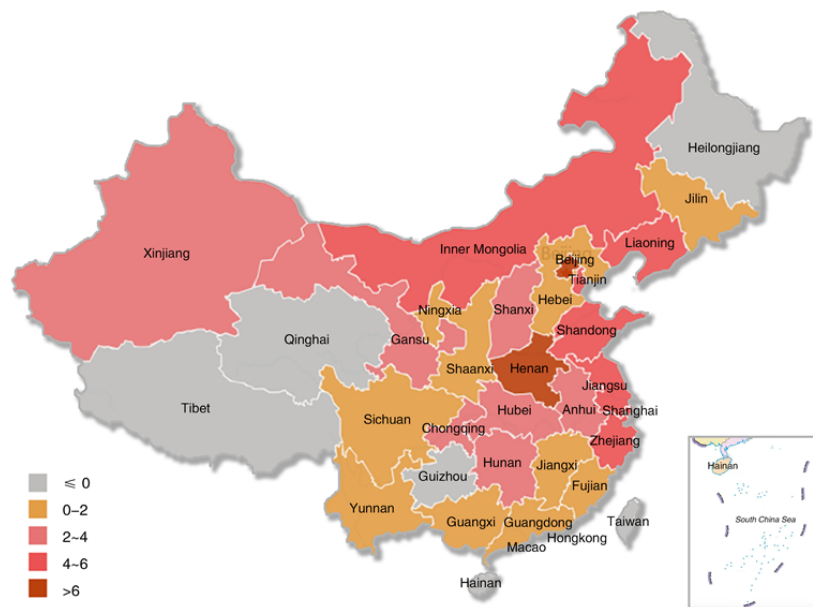 Heilongjiang
Jilin
Xinjiang
Inner Mongolia
Liaoning
Beijing
Beijing
Tianjin
Ningxia
Shanxi
Hebei
Qinghai
Gansu
Shandong
Shaanxi
Henan
Jiangsu
Tibet
Sichuan
Hubei
Anhui
Shanghai
Chongqing
Zhejiang
Hunan
Jiangxi
Guizhou
Fujian
Yunnan
Guangxi
Guangdong
Taiwan
Hongkong
Macao
Hainan
⩽ 0
0–2
2~4
4~6
>6
Hainan
South China Sea